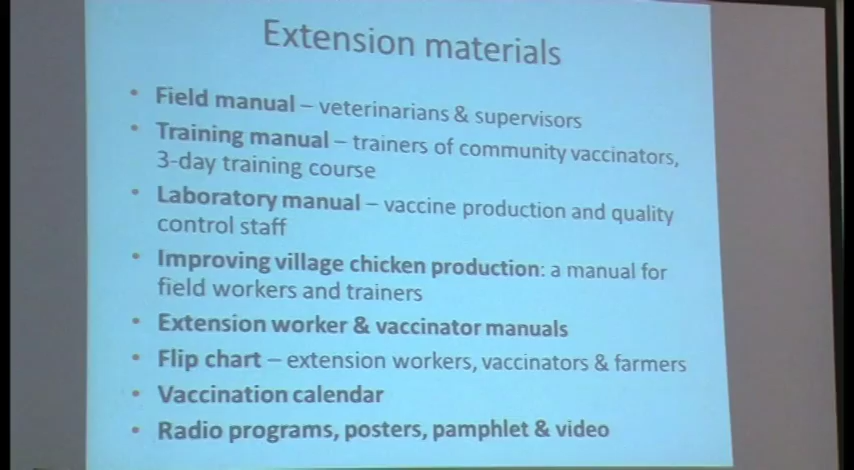 Extension materials
• Field manual – veterinarians & supervisors
• Training manual – trainers of community vaccinators,
3-day training course
• Laboratory manual – vaccine production and quality
control staff
• Improving village chicken production: a manual for
field workers and trainers
• Extension worker & vaccinator manuals
• Flip chart – extension workers, vaccinators & farmers
• Vaccination calendar
• Radio programs, posters, pamphlet & video